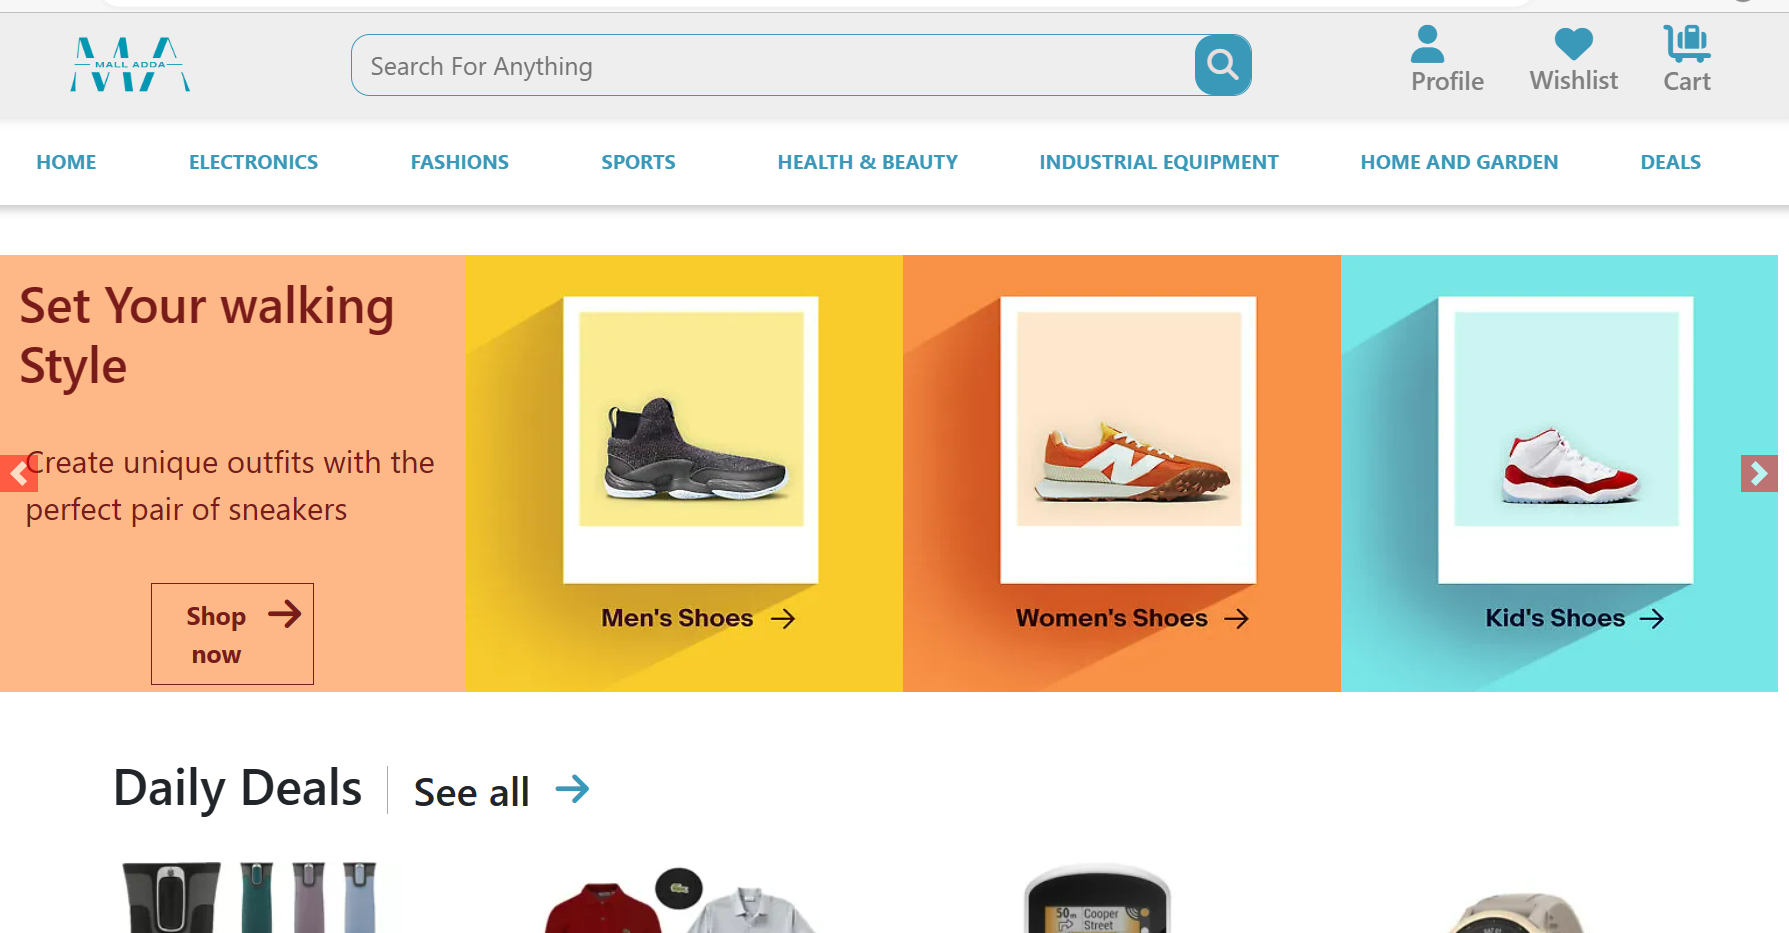 MALL ADDA
Search For Anything
Profile
Wishlist
Cart
HOME
ELECTRONICS
FASHIONS
SPORTS
HEALTH & BEAUTY
INDUSTRIAL EQUIPMENT
HOME AND GARDEN
DEALS
Set Your walking
Style
Create unique outfits with the
perfect pair of sneakers
Shop
now
Men's Shoes
Women's Shoes
Kid's Shoes
Daily Deals
See all
50m Cooper
Street